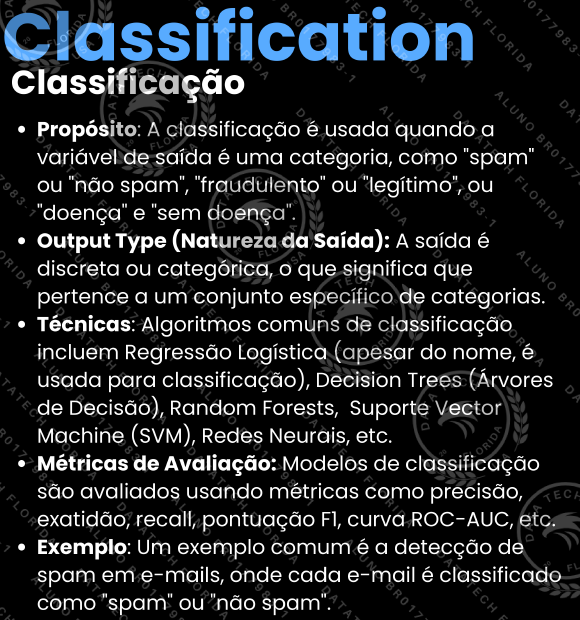 Classification
Classificação
• Propósito: A classificação é usada quando a
variável de saída é uma categoria, como "spam"
ou "não spam", "fraudulento" ou "legítimo", ou
"doença" e "sem doença".
• Output Type (Natureza da Saída): A saída é
discreta ou categórica, o que significa que
pertence a um conjunto específico de categorias.
• Técnicas: Algoritmos comuns de classificação
incluem Regressão Logística (apesar do nome, é
usada para classificação), Decision Trees (Árvores
de Decisão), Random Forests, Suporte Vector
Machine (SVM), Redes Neurais, etc.
• Métricas de Avaliação: Modelos de classificação
são avaliados usando métricas como precisão,
exatidão, recall, pontuação F1, curva ROC-AUC, etc.
• Exemplo: Um exemplo comum é a detecção de
spam em e-mails, onde cada e-mail é classificado
como "spam" ou "não spam".
DATATECH FLORIDA
ALUNO BR0177983.1